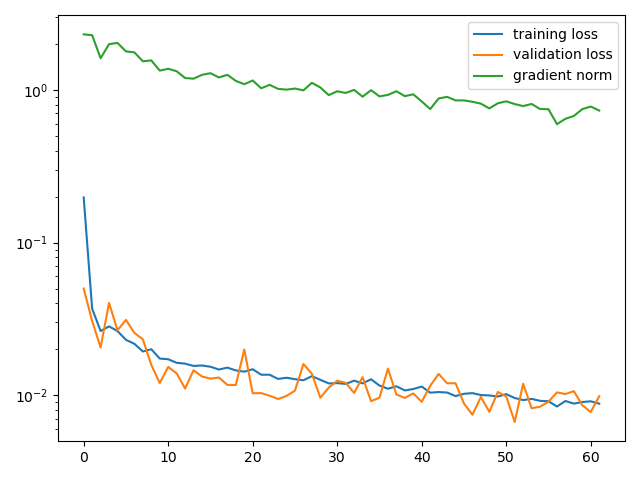 training loss
validation loss
gradient norm
10⁰
10⁻¹
10⁻²
0 10 20 30 40 50 60